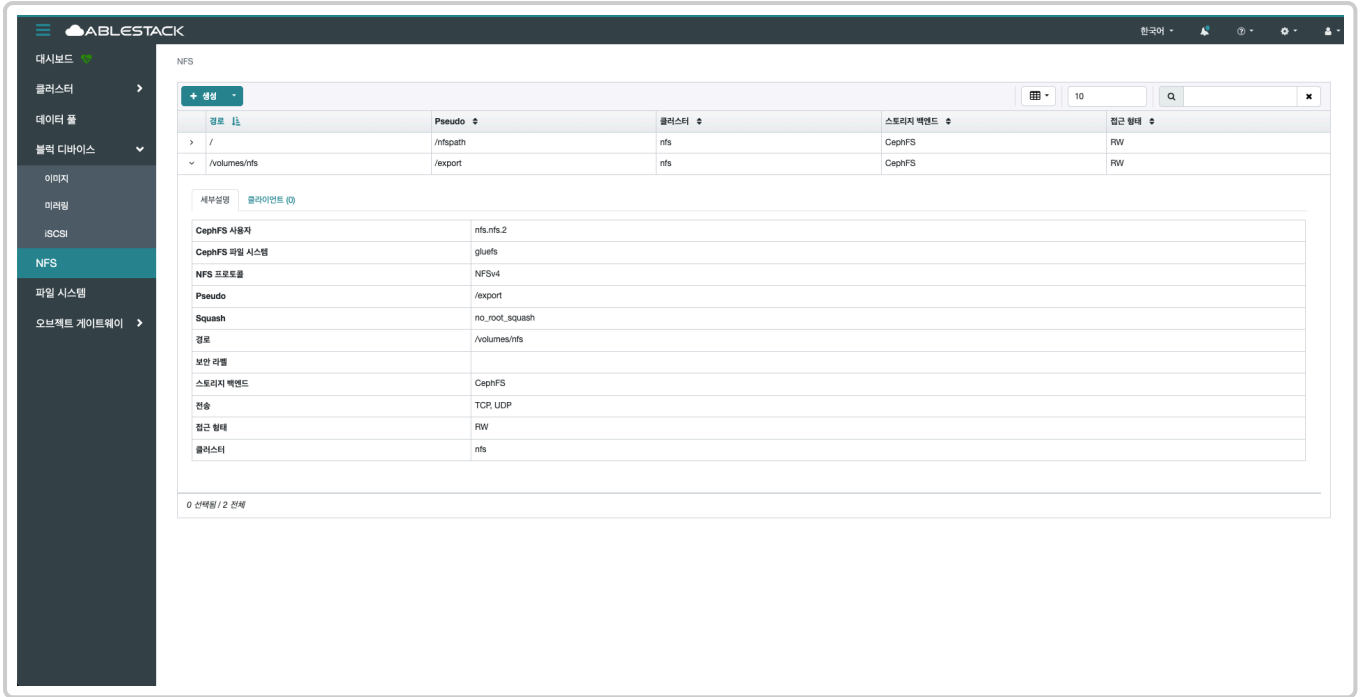 ABLESTACK
한국어
대시보드
클러스터
데이터 풀
블럭 디바이스
이미지
미러링
iSCSI
NFS
파일 시스템
오브젝트 게이트웨이
NFS
+ 생성
10
경로 Pseudo 클러스터 스토리지 백엔드 접근 형태
/ /nfspath nfs CephFS RW
/volumes/nfs /export nfs CephFS RW
세부설명 클라이언트 (0)
CephFS 사용자 nfs.nfs.2
CephFS 파일 시스템 gluefs
NFS 프로토콜 NFSv4
Pseudo /export
Squash no_root_squash
경로 /volumes/nfs
보안 라벨
스토리지 백엔드 CephFS
전송 TCP, UDP
접근 형태 RW
클러스터 nfs
0 선택됨 / 2 전체